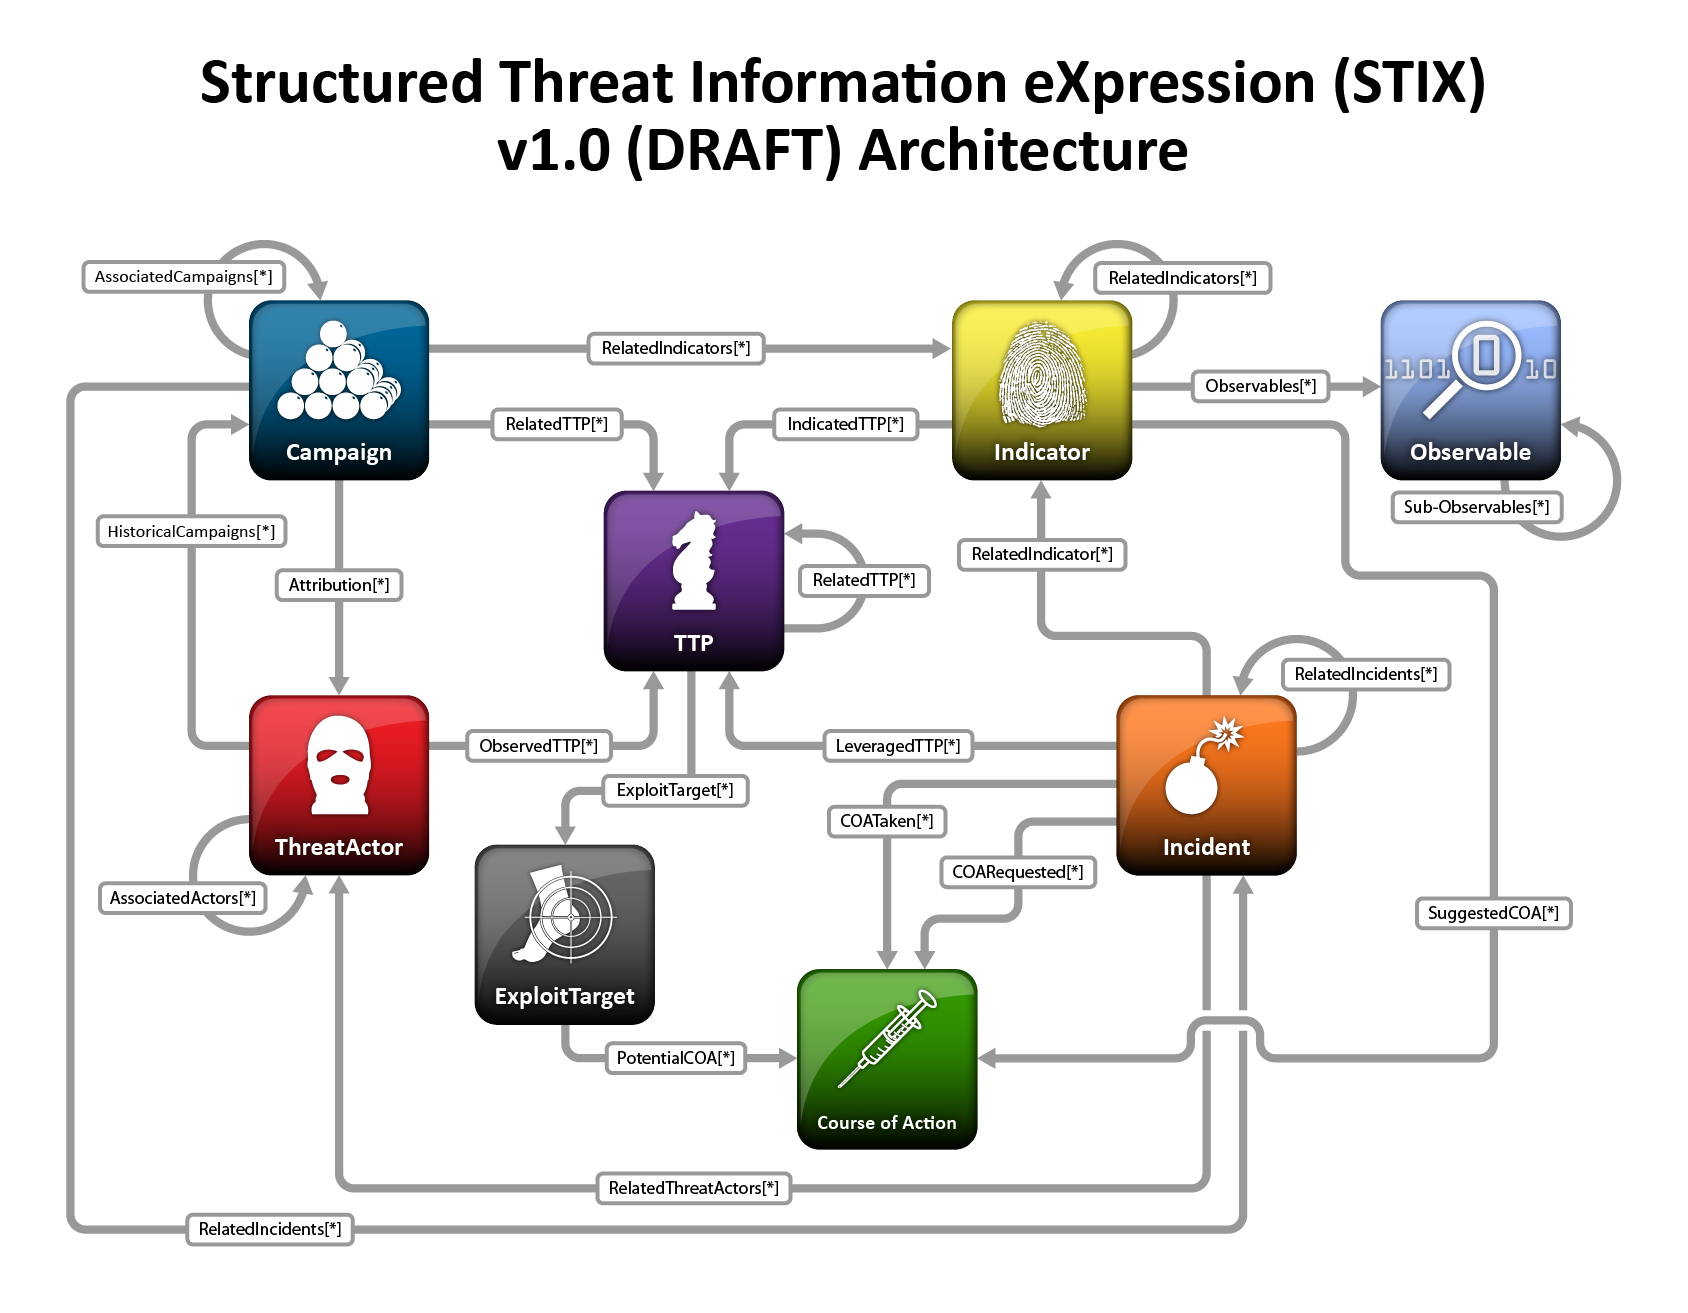 Structured Threat Information eXpression (STIX)
v1.0 (DRAFT) Architecture
AssociatedCampaigns[*]
RelatedIndicators[*]
RelatedIndicators[*]
Observables[*]
1101 0 10
RelatedTTP[*]
IndicatedTTP[*]
Campaign
Indicator
Observable
Sub-Observables[*]
HistoricalCampaigns[*]
RelatedIndicator[*]
Attribution[*]
RelatedTTP[*]
TTP
RelatedIncidents[*]
ObservedTTP[*]
LeveragedTTP[*]
ExploitTarget[*]
COATaken[*]
ThreatActor
Incident
COARequested[*]
AssociatedActors[*]
SuggestedCOA[*]
ExploitTarget
PotentialCOA[*]
Course of Action
RelatedThreatActors[*]
RelatedIncidents[*]